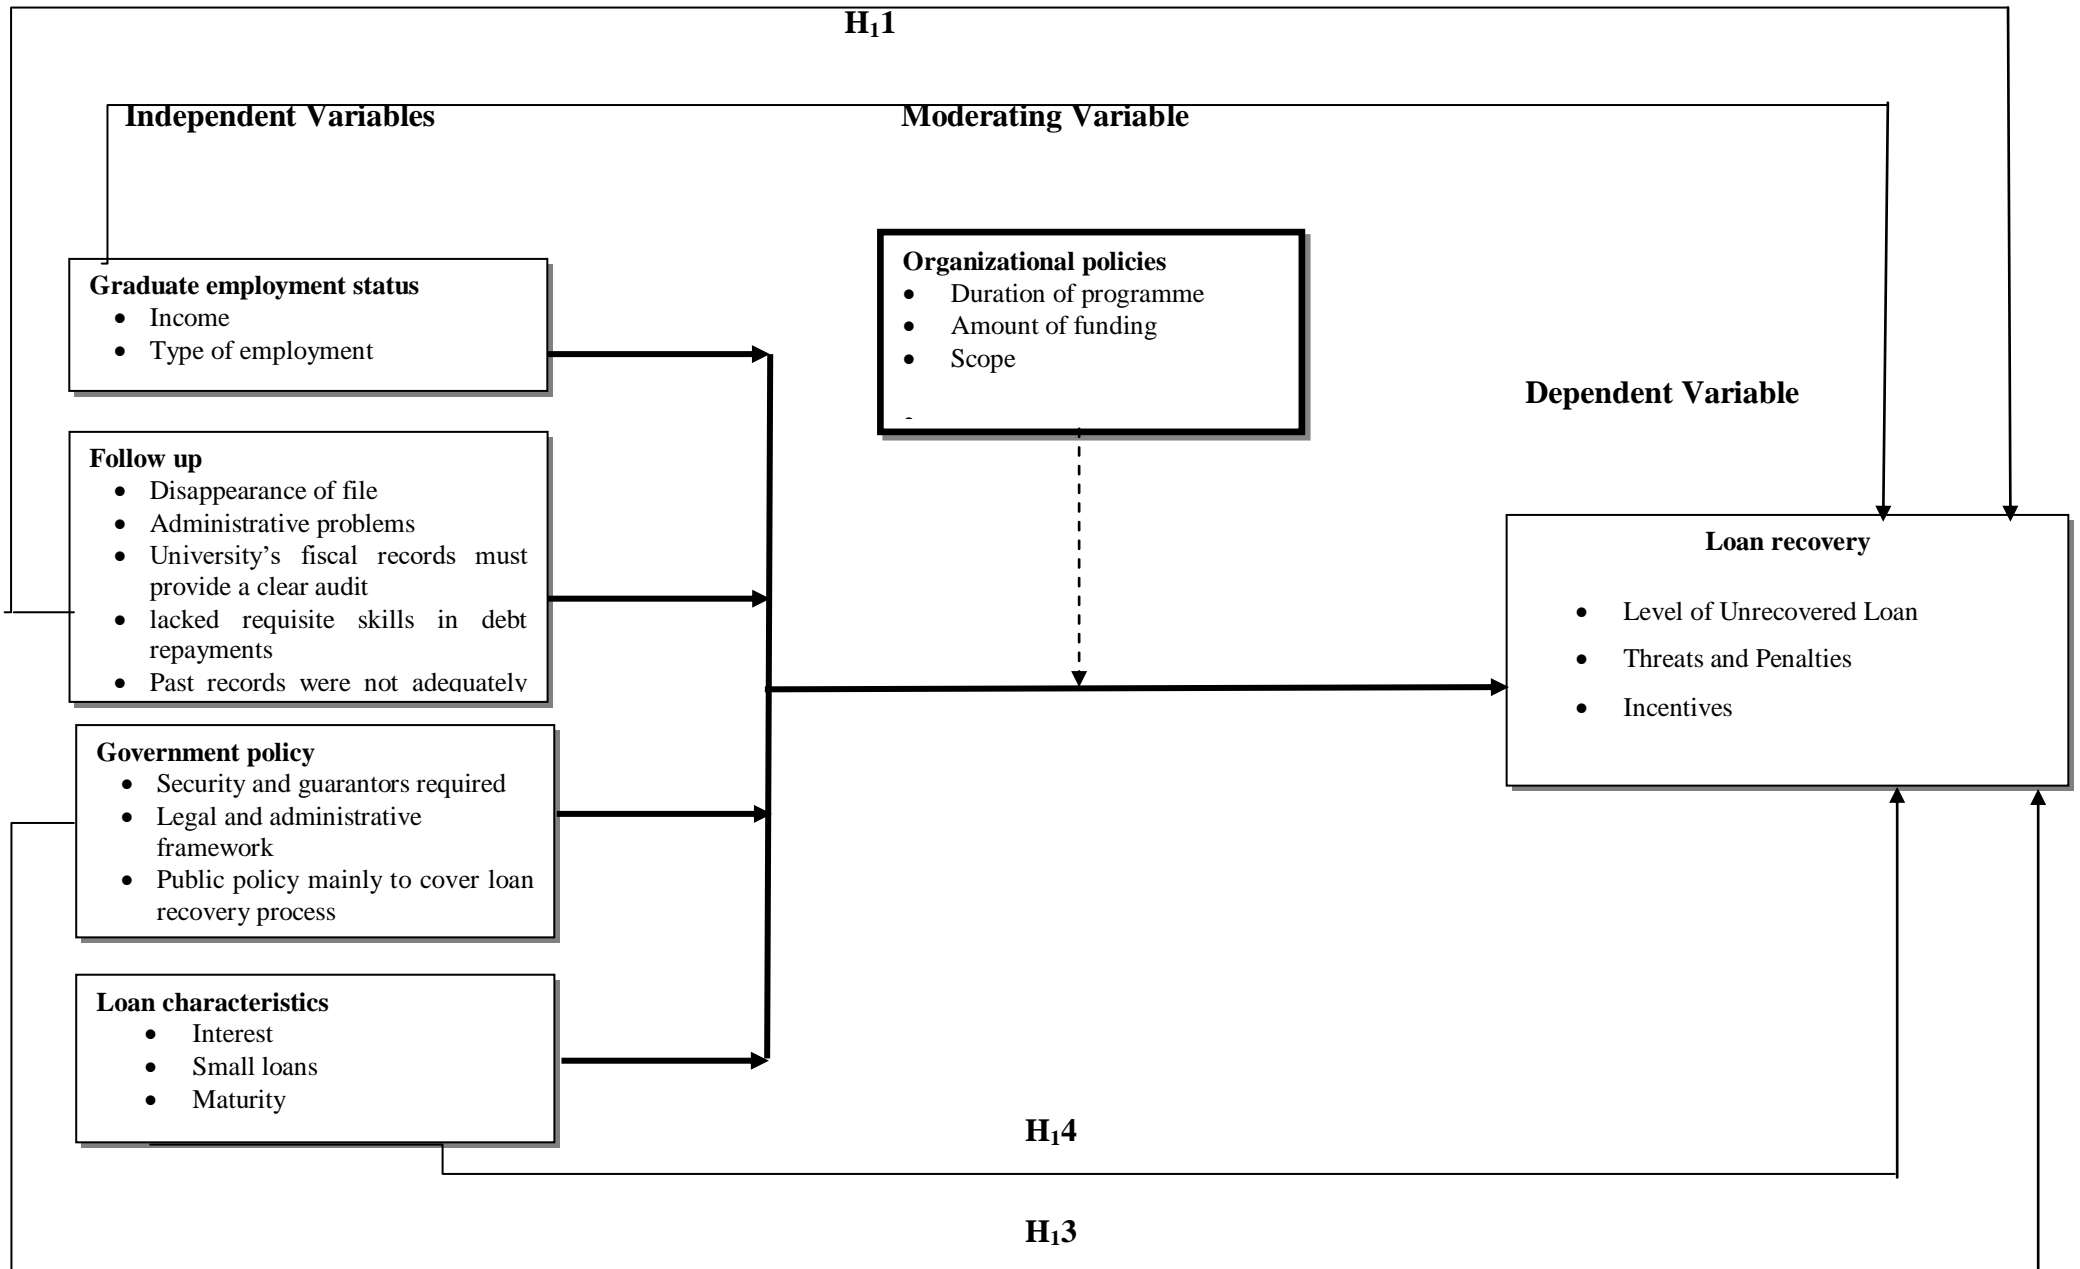 H₁1
Independent Variables
Moderating Variable
Graduate employment status
• Income
• Type of employment
Organizational policies
• Duration of programme
• Amount of funding
• Scope
Dependent Variable
Follow up
• Disappearance of file
• Administrative problems
• University’s fiscal records must
provide a clear audit
• lacked requisite skills in debt
repayments
• Past records were not adequately
Loan recovery
• Level of Unrecovered Loan
• Threats and Penalties
• Incentives
Government policy
• Security and guarantors required
• Legal and administrative
framework
• Public policy mainly to cover loan
recovery process
Loan characteristics
• Interest
• Small loans
• Maturity
H₁4
H₁3